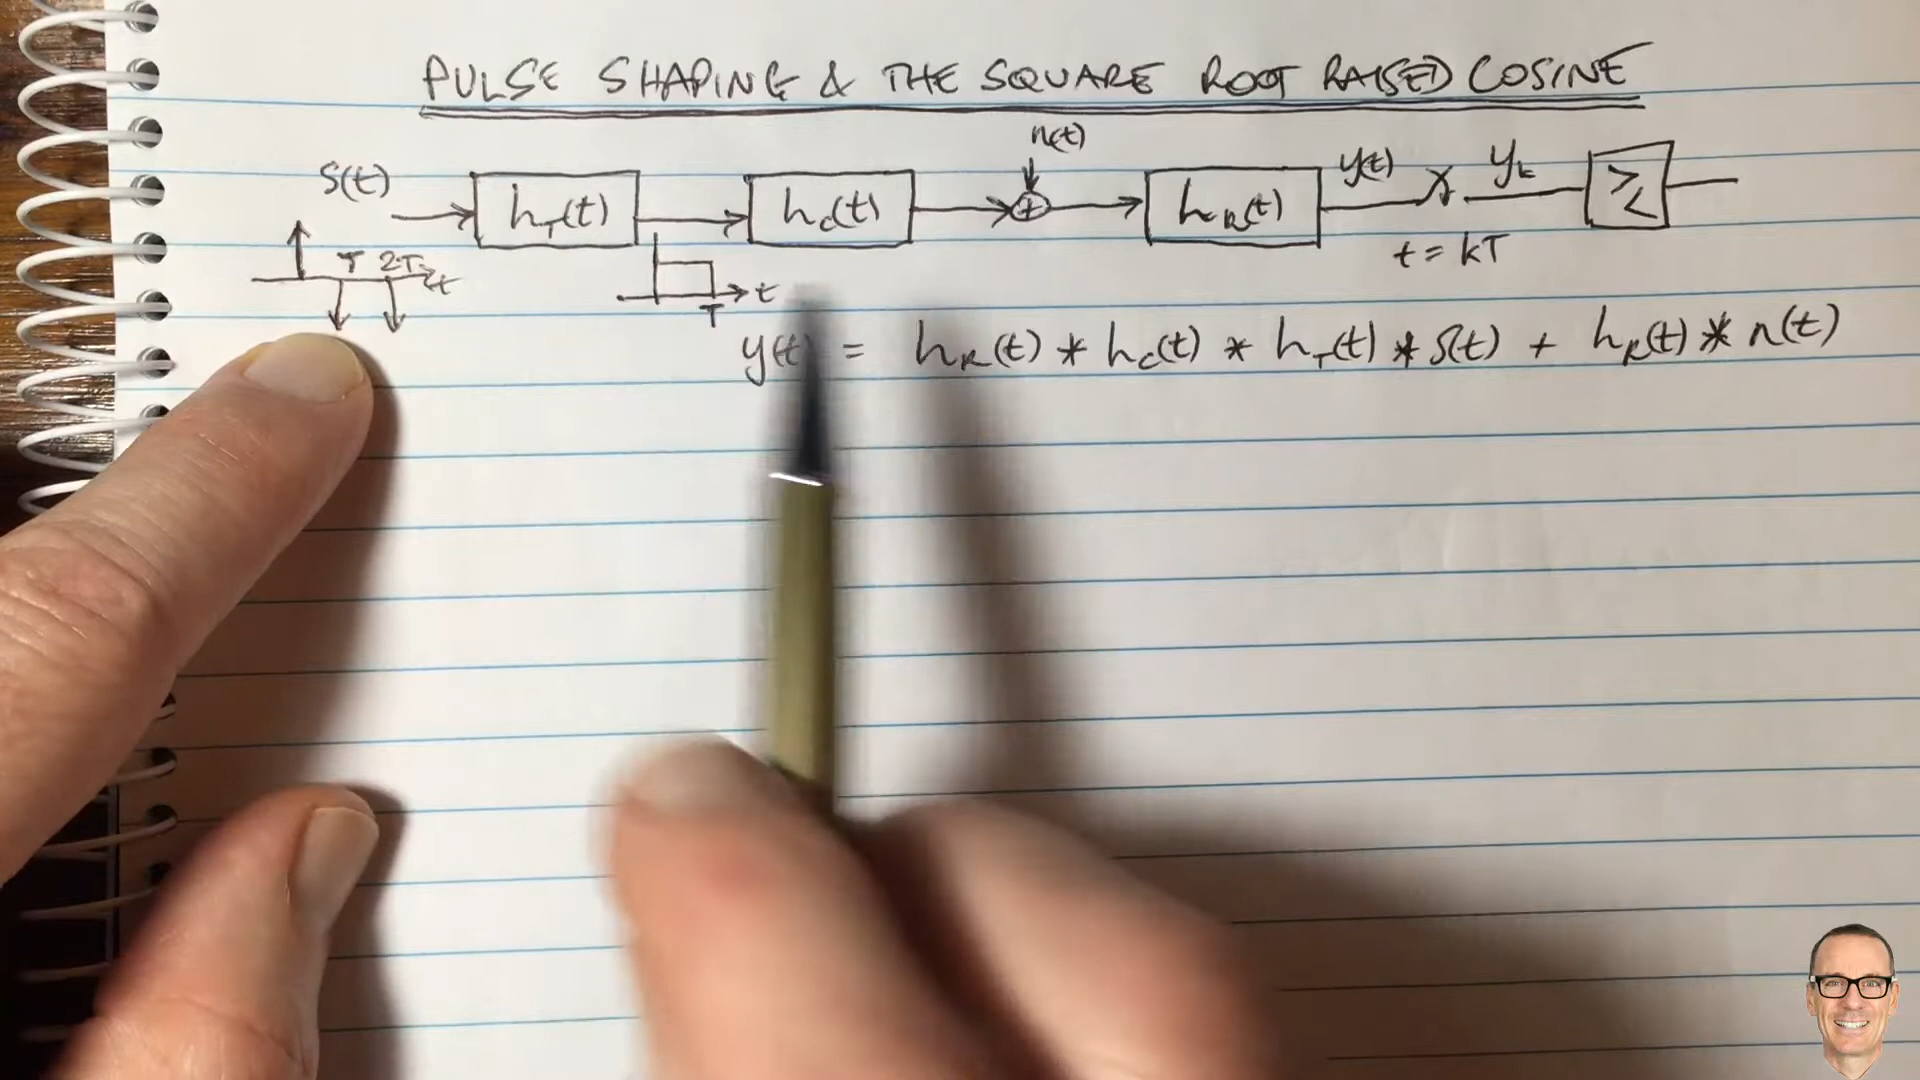 PULSE SHAPING & THE SQUARE ROOT RAISED COSINE
n(t)
S(t) h_T(t) h_c(t) + h_R(t) y(t) y_k ≷
t = kT
T 2T t
T t
y(t) = h_R(t) * h_c(t) * h_T(t) * S(t) + h_R(t) * n(t)